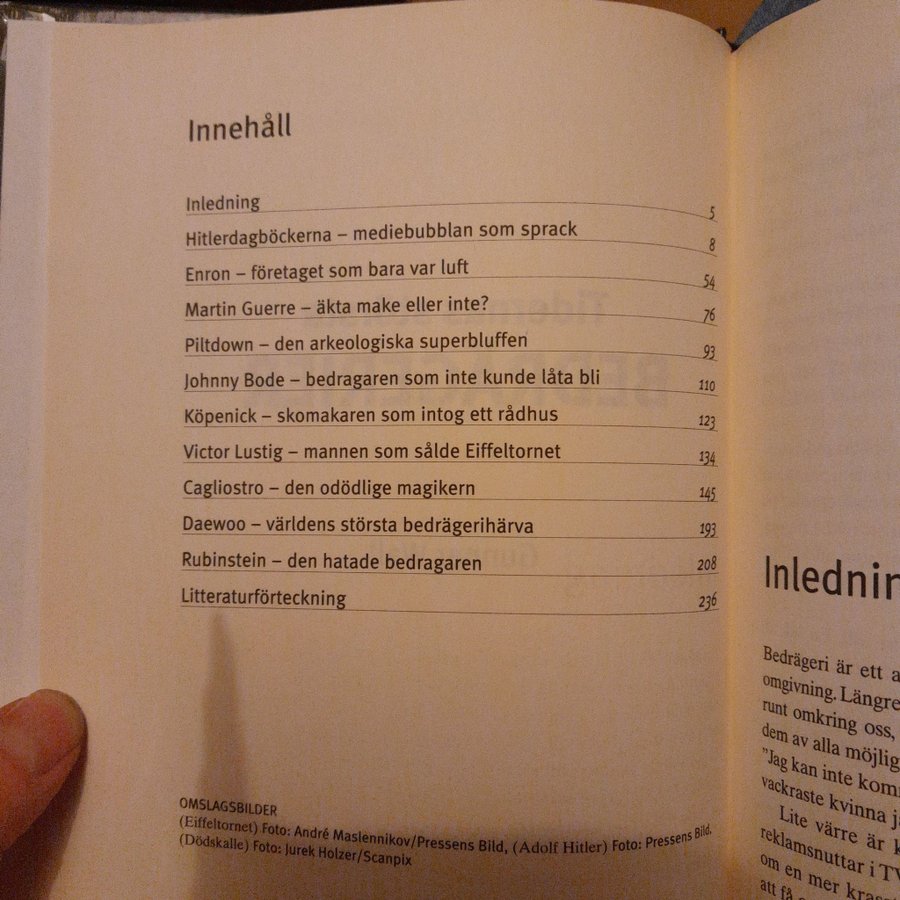 Innehåll
Inledning 5
Hitlerdagböckerna – mediebubblan som sprack 8
Enron – företaget som bara var luft 54
Martin Guerre – äkta make eller inte? 76
Piltdown – den arkeologiska superbluffen 93
Johnny Bode – bedragaren som inte kunde låta bli 110
Köpenick – skomakaren som intog ett rådhus 123
Victor Lustig – mannen som sålde Eiffeltornet 134
Cagliostro – den odödlige magikern 145
Daewoo – världens största bedrägerihärva 193
Rubinstein – den hatade bedragaren 208
Litteraturförteckning 236
OMSLAGSBILDER
(Eiffeltornet) Foto: André Maslennikov/Pressens Bild, (Adolf Hitler) Foto: Pressens Bild,
(Dödskalle) Foto: Jurek Holzer/Scanpix
Inlednin
Bedrägeri är ett a
omgivning. Längre
runt omkring oss,
dem av alla möjlig
"Jag kan inte kom
vackraste kvinna j
Lite värre är k
reklamsnuttar i TV
om en mer krass
att få